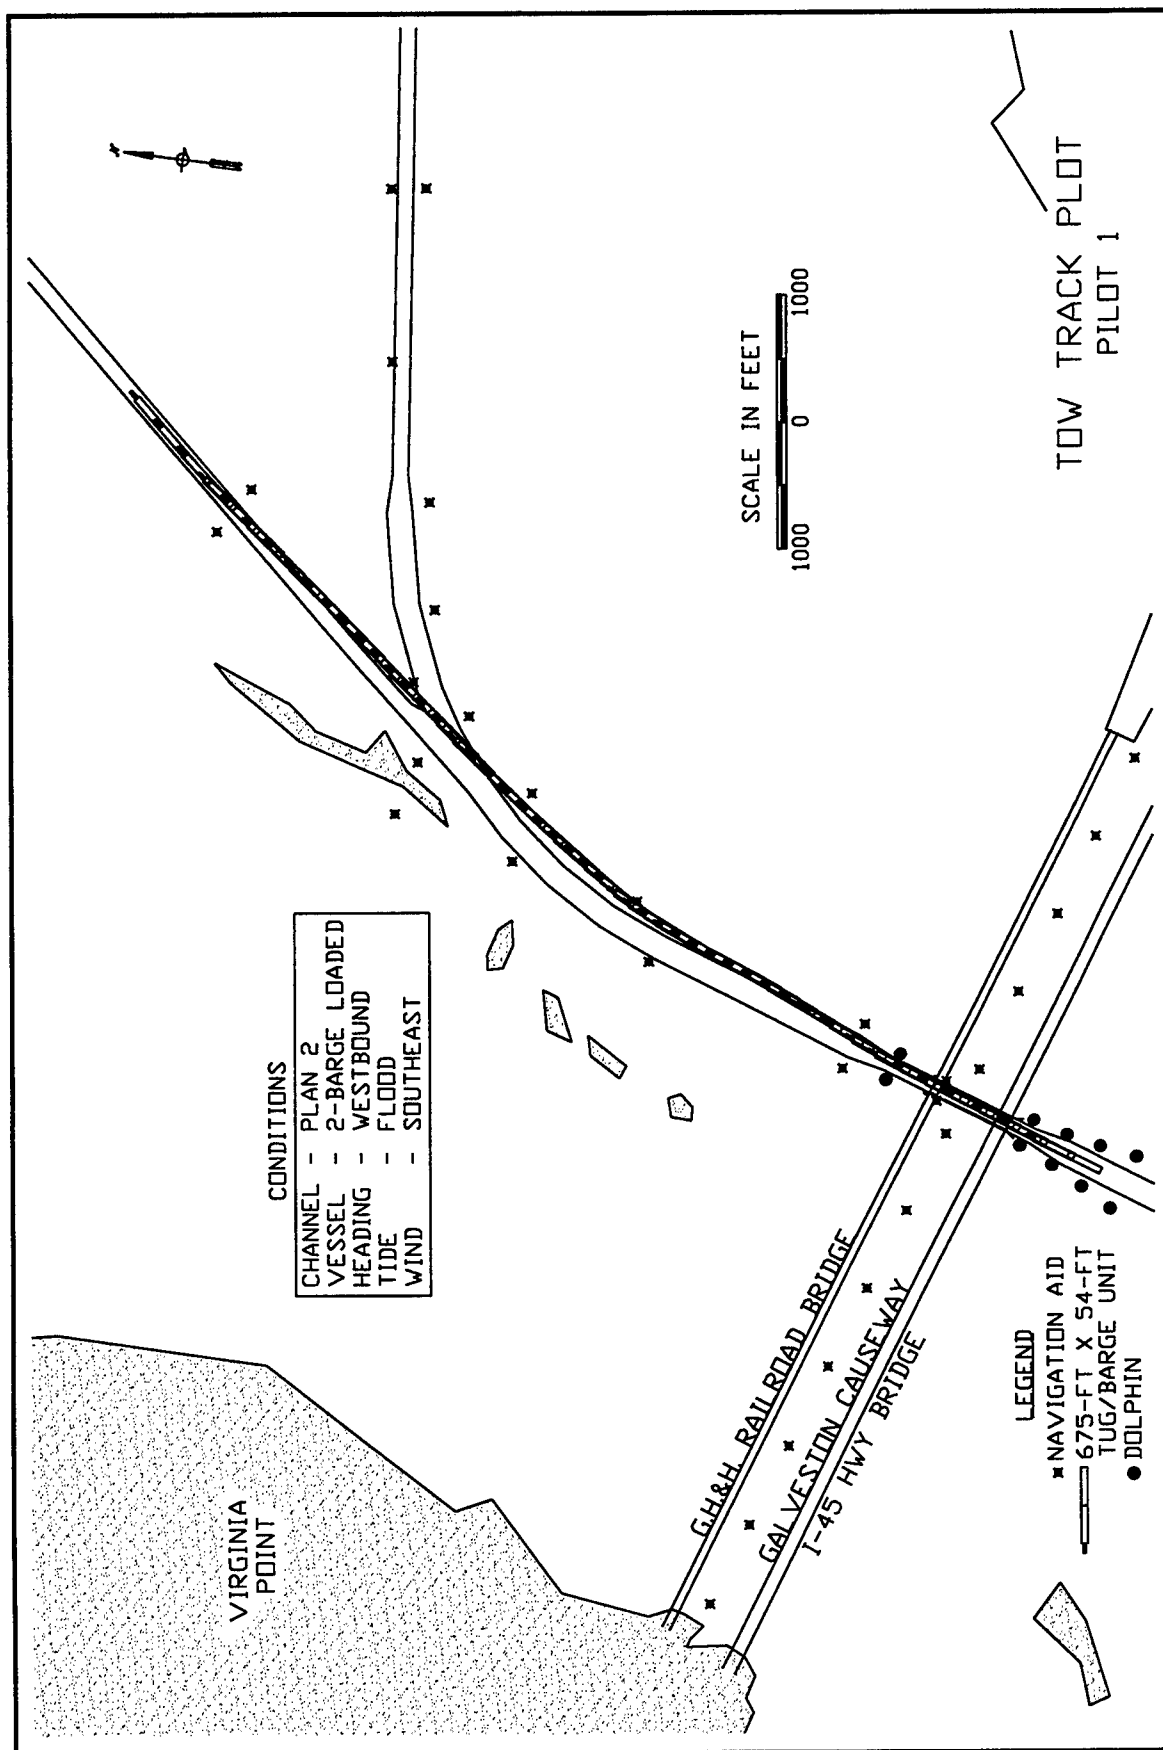 VIRGINIA
POINT
CONDITIONS
CHANNEL - PLAN 2
VESSEL - 2-BARGE LOADED
HEADING - WESTBOUND
TIDE - FLOOD
WIND - SOUTHEAST
N
G.H.&H. RAILROAD BRIDGE
GALVESTON CAUSEWAY
I-45 HWY BRIDGE
SCALE IN FEET
1000 0 1000
LEGEND
NAVIGATION AID
675-FT X 54-FT
TUG/BARGE UNIT
DOLPHIN
TOW TRACK PLOT
PILOT 1